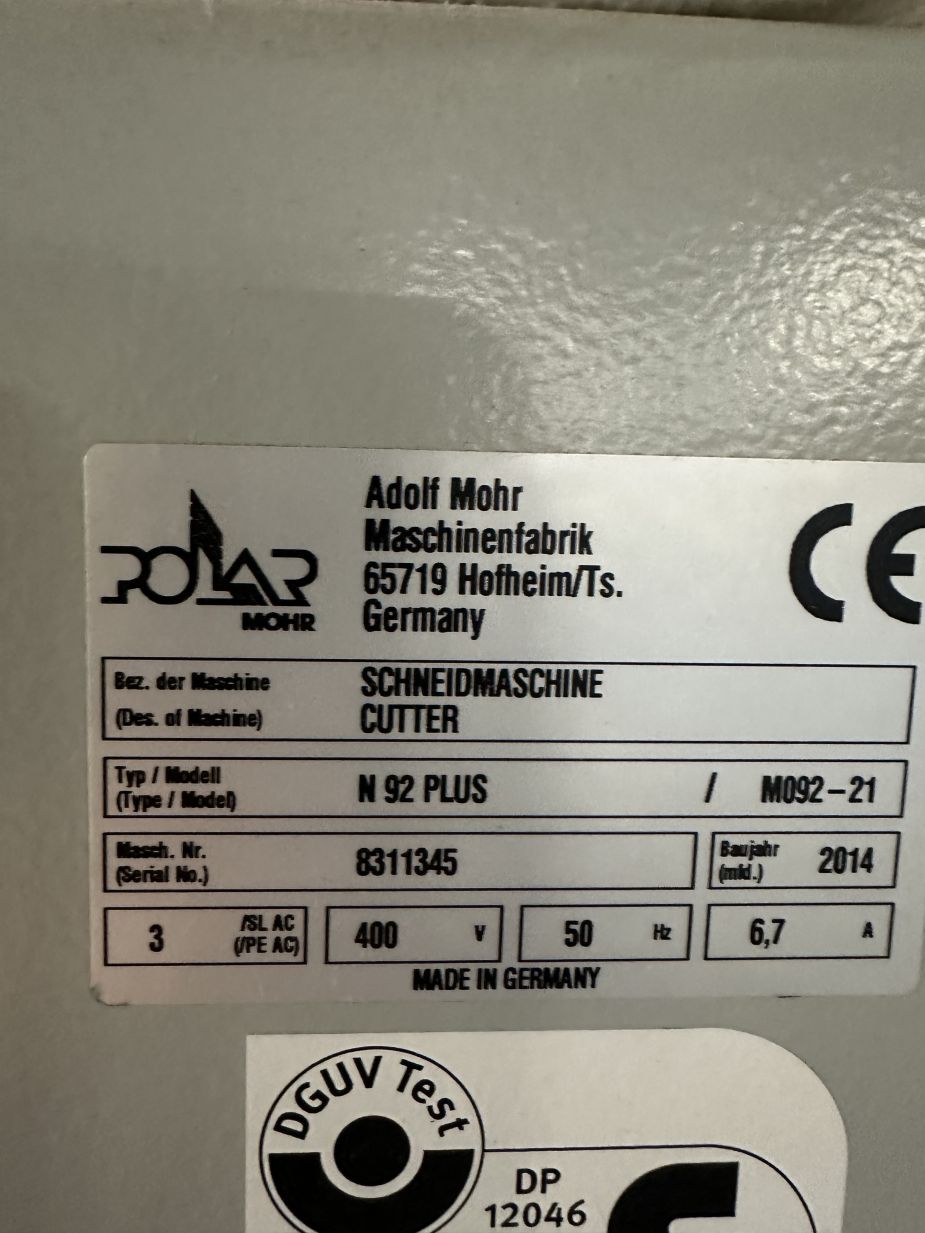 POLAR
MOHR
Adolf Mohr
Maschinenfabrik
65719 Hofheim/Ts.
Germany
CE
Bez. der Maschine
(Des. of Machine)
SCHNEIDMASCHINE
CUTTER
Typ / Modell
(Type / Model)
N 92 PLUS / M092-21
Masch. Nr.
(Serial No.)
8311345
Baujahr
(mfd.)
2014
3 /SL AC
(/PE AC)
400 V
50 Hz
6,7 A
MADE IN GERMANY
DGUV Test
DP
12046